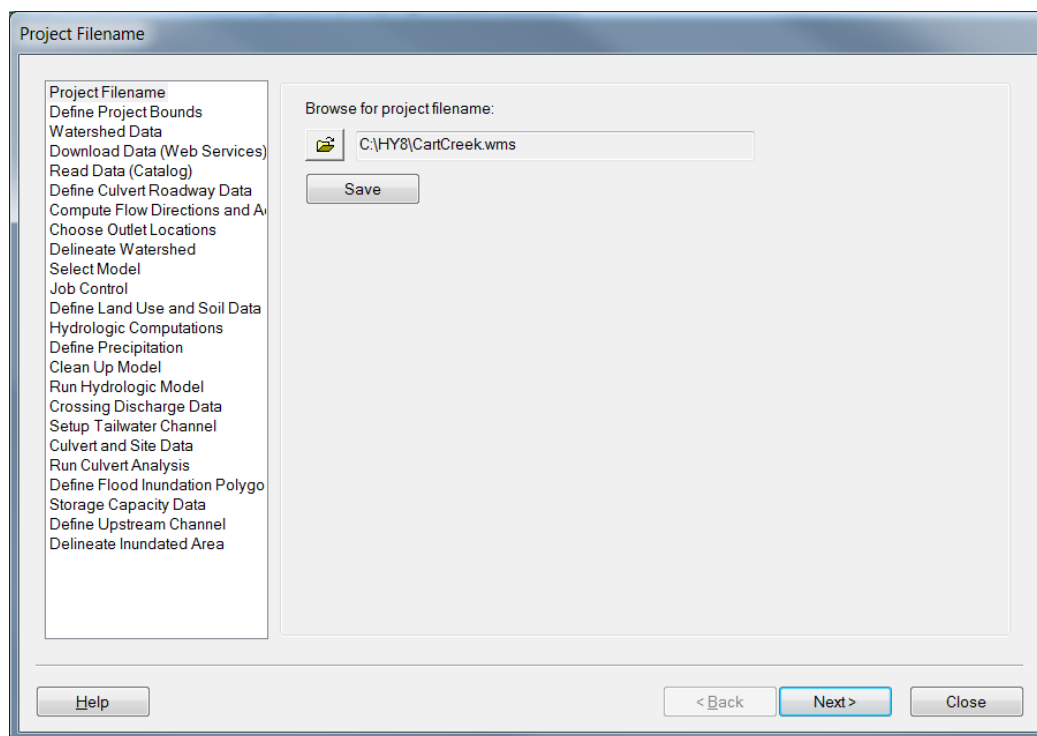 Project Filename
Project Filename
Define Project Bounds
Watershed Data
Download Data (Web Services)
Read Data (Catalog)
Define Culvert Roadway Data
Compute Flow Directions and A
Choose Outlet Locations
Delineate Watershed
Select Model
Job Control
Define Land Use and Soil Data
Hydrologic Computations
Define Precipitation
Clean Up Model
Run Hydrologic Model
Crossing Discharge Data
Setup Tailwater Channel
Culvert and Site Data
Run Culvert Analysis
Define Flood Inundation Polygo
Storage Capacity Data
Define Upstream Channel
Delineate Inundated Area
Browse for project filename:
C:\HY8\CartCreek.wms
Save
Help
< Back
Next >
Close